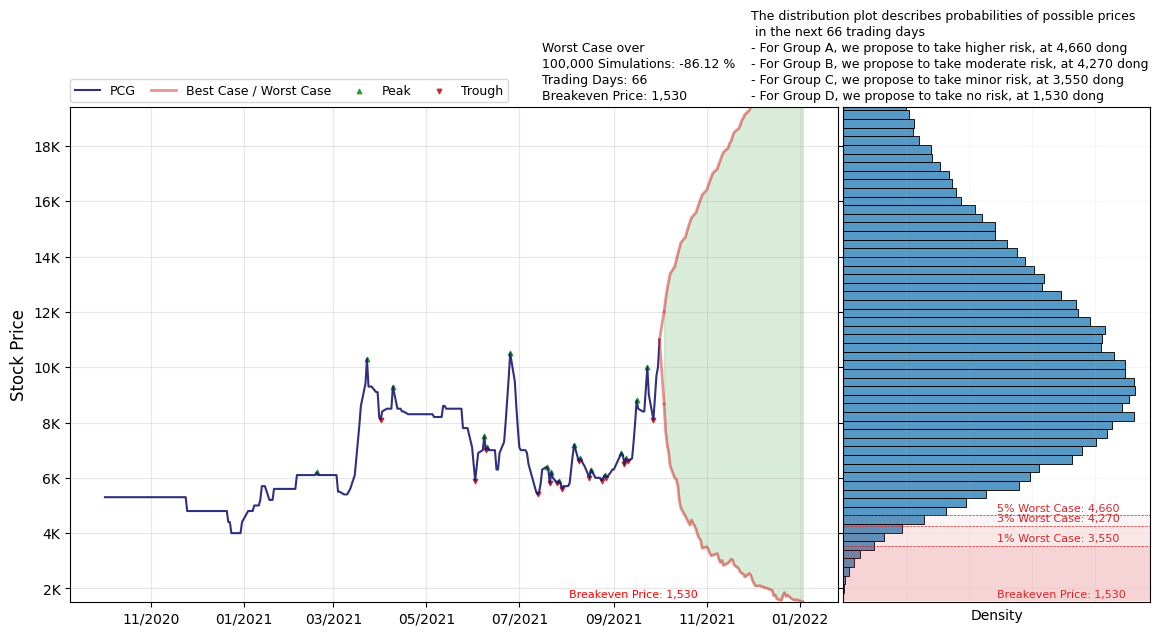 The distribution plot describes probabilities of possible prices
in the next 66 trading days
- For Group A, we propose to take higher risk, at 4,660 dong
- For Group B, we propose to take moderate risk, at 4,270 dong
- For Group C, we propose to take minor risk, at 3,550 dong
- For Group D, we propose to take no risk, at 1,530 dong
Worst Case over
100,000 Simulations: -86.12 %
Trading Days: 66
Breakeven Price: 1,530
PCG
Best Case / Worst Case
Peak
Trough
Stock Price
18K
16K
14K
12K
10K
8K
6K
4K
2K
Breakeven Price: 1,530
11/2020
01/2021
03/2021
05/2021
07/2021
09/2021
11/2021
01/2022
5% Worst Case: 4,660
3% Worst Case: 4,270
1% Worst Case: 3,550
Breakeven Price: 1,530
Density